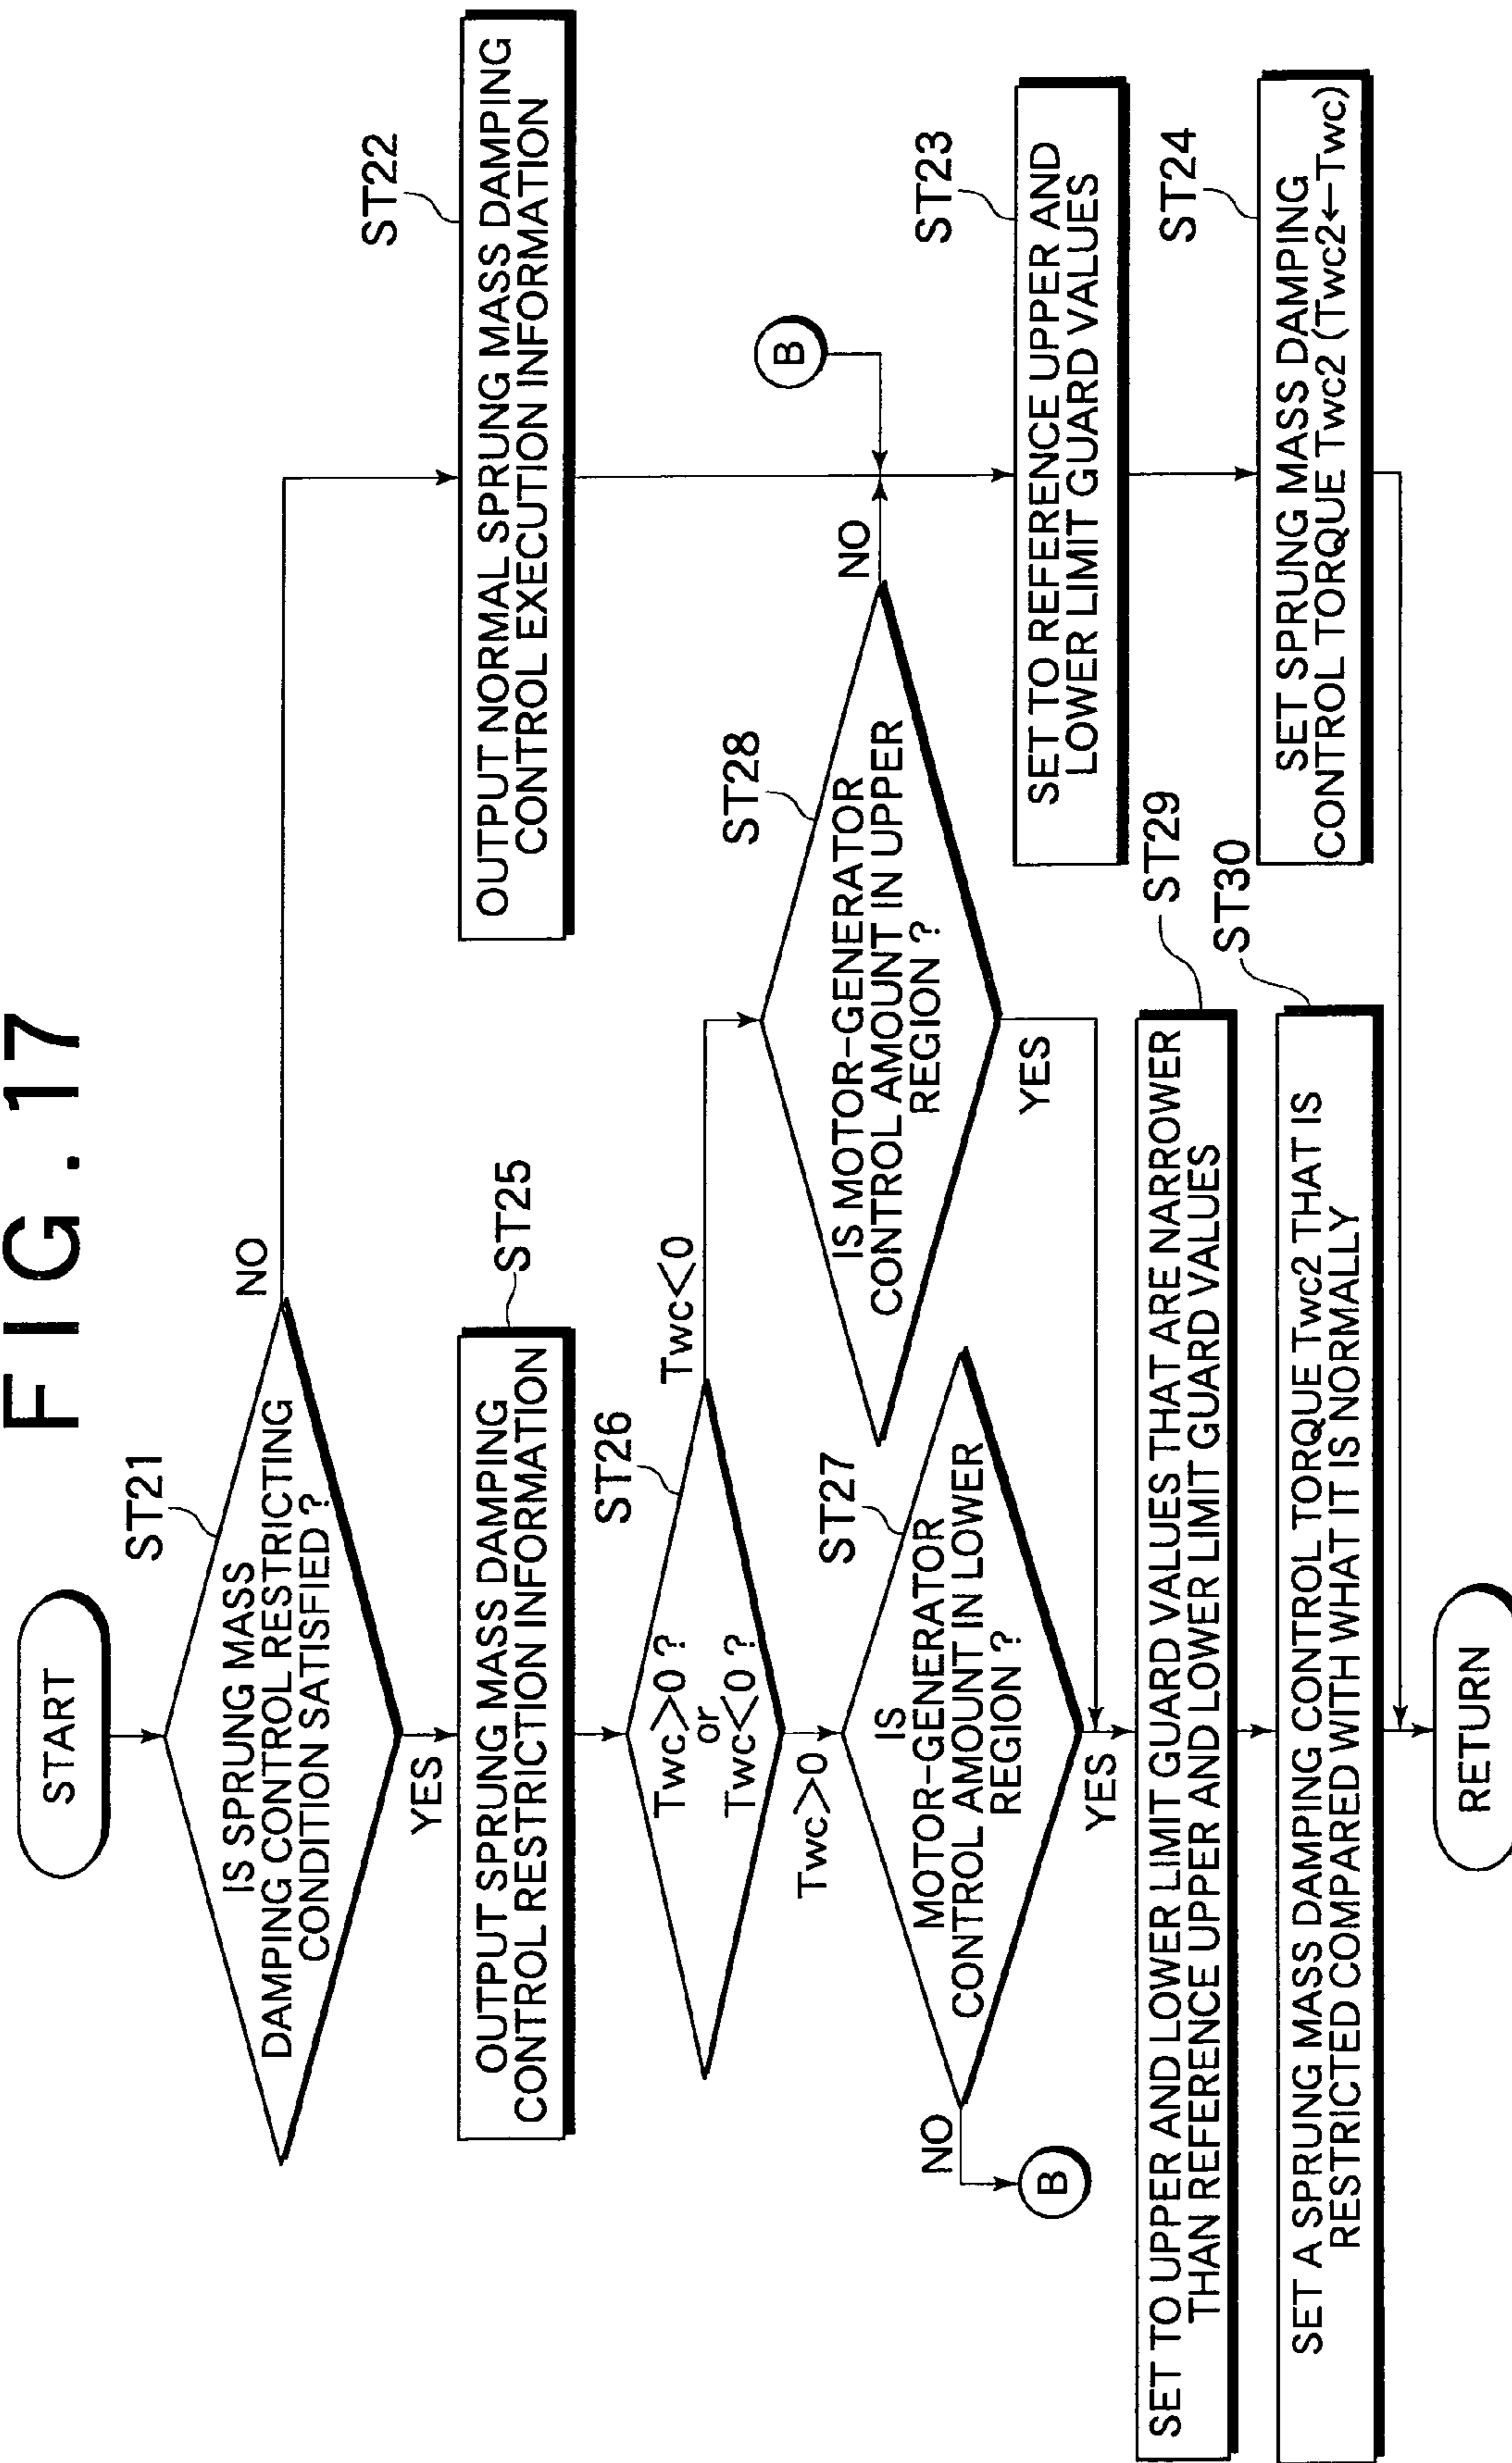 FIG. 17
START
ST21
IS SPRUNG MASS
DAMPING CONTROL RESTRICTING
CONDITION SATISFIED ?
NO
YES
ST22
OUTPUT NORMAL SPRUNG MASS DAMPING
CONTROL EXECUTION INFORMATION
ST25
OUTPUT SPRUNG MASS DAMPING
CONTROL RESTRICTION INFORMATION
ST26
Twc>0 ?
or
Twc<0 ?
Twc<0
Twc>0
ST28
IS MOTOR-GENERATOR
CONTROL AMOUNT IN UPPER
REGION ?
NO
YES
B
ST27
IS
MOTOR-GENERATOR
CONTROL AMOUNT IN LOWER
REGION ?
NO
B
YES
ST23
SET TO REFERENCE UPPER AND
LOWER LIMIT GUARD VALUES
ST24
SET SPRUNG MASS DAMPING
CONTROL TORQUE Twc2 (Twc2←Twc)
ST29
SET TO UPPER AND LOWER LIMIT GUARD VALUES THAT ARE NARROWER
THAN REFERENCE UPPER AND LOWER LIMIT GUARD VALUES
ST30
SET A SPRUNG MASS DAMPING CONTROL TORQUE Twc2 THAT IS
RESTRICTED COMPARED WITH WHAT IT IS NORMALLY
RETURN